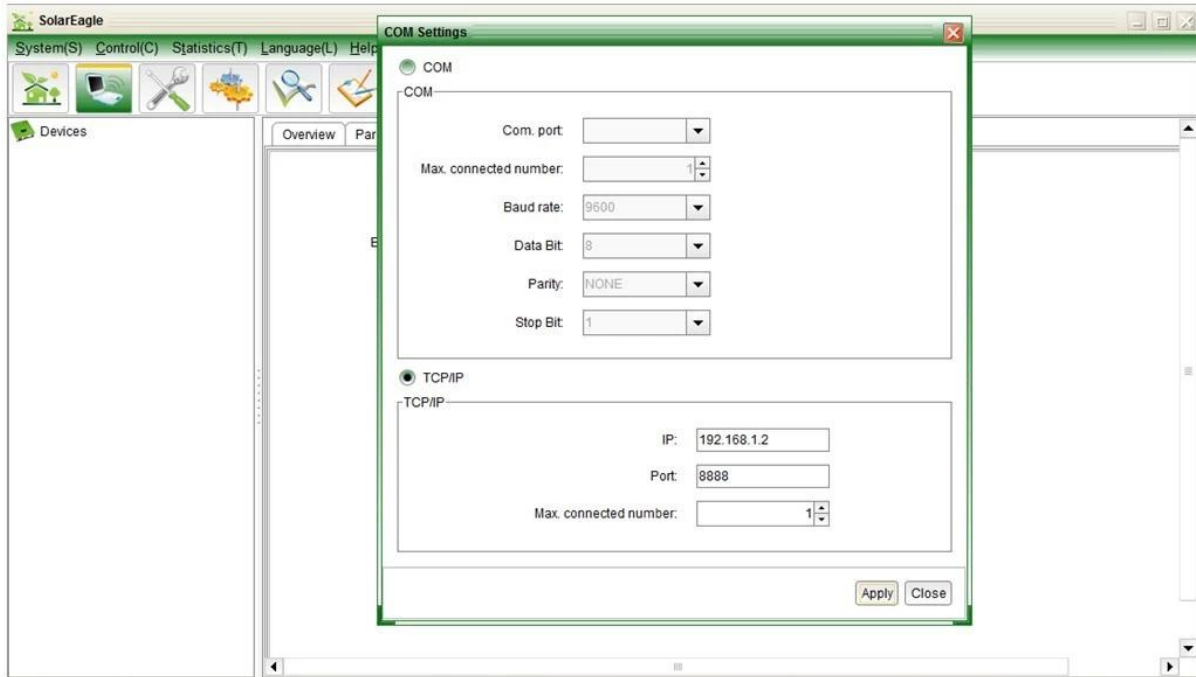 SolarEagle
System(S) Control(C) Statistics(T) Language(L) Help
Devices
Overview Par
E
COM Settings
COM
COM
Com. port:
Max. connected number: 1
Baud rate: 9600
Data Bit: 8
Parity: NONE
Stop Bit: 1
TCP/IP
TCP/IP
IP: 192.168.1.2
Port: 8888
Max. connected number: 1
Apply Close